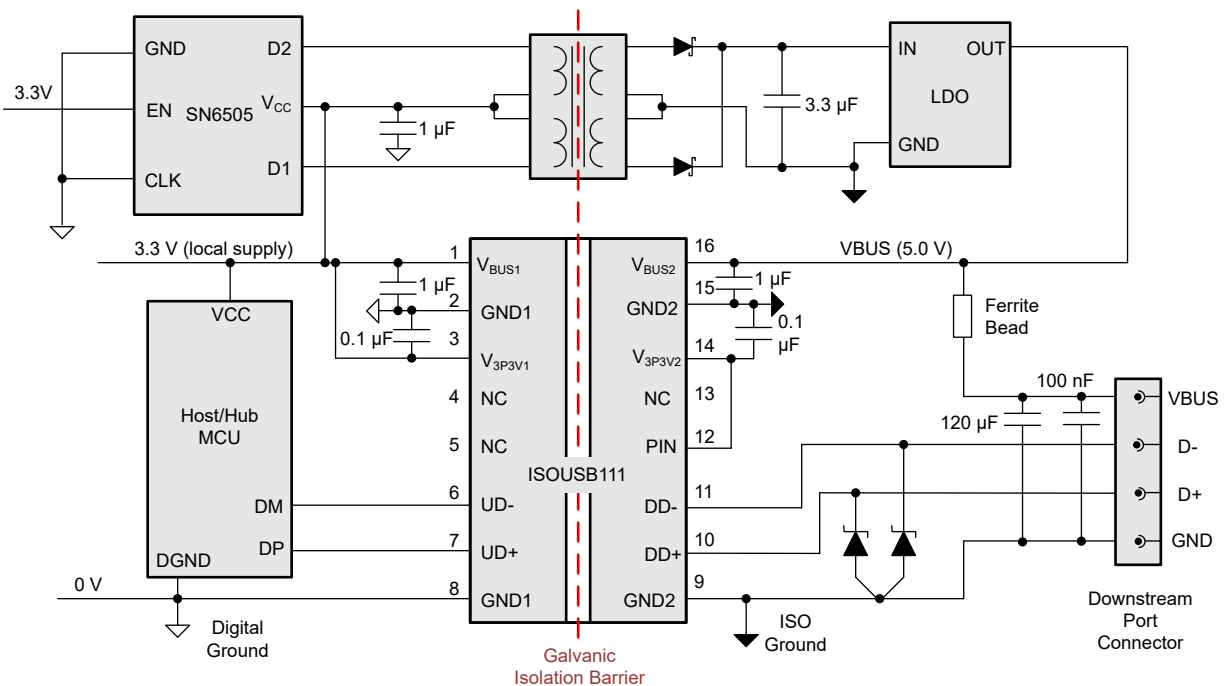 GND
D2
3.3V
EN
SN6505
VCC
1 µF
CLK
D1
3.3 µF
IN
OUT
LDO
GND
3.3 V (local supply)
VCC
Host/Hub
MCU
DM
DP
DGND
0 V
Digital
Ground
1 µF
0.1 µF
1
2
3
4
5
6
7
8
VBUS1
GND1
V3P3V1
NC
NC
UD-
UD+
GND1
ISOUSB111
VBUS2
GND2
V3P3V2
NC
PIN
DD-
DD+
GND2
16
15
14
13
12
11
10
9
1 µF
0.1
µF
VBUS (5.0 V)
Ferrite
Bead
100 nF
120 µF
VBUS
D-
D+
GND
Downstream
Port
Connector
ISO
Ground
Galvanic
Isolation Barrier